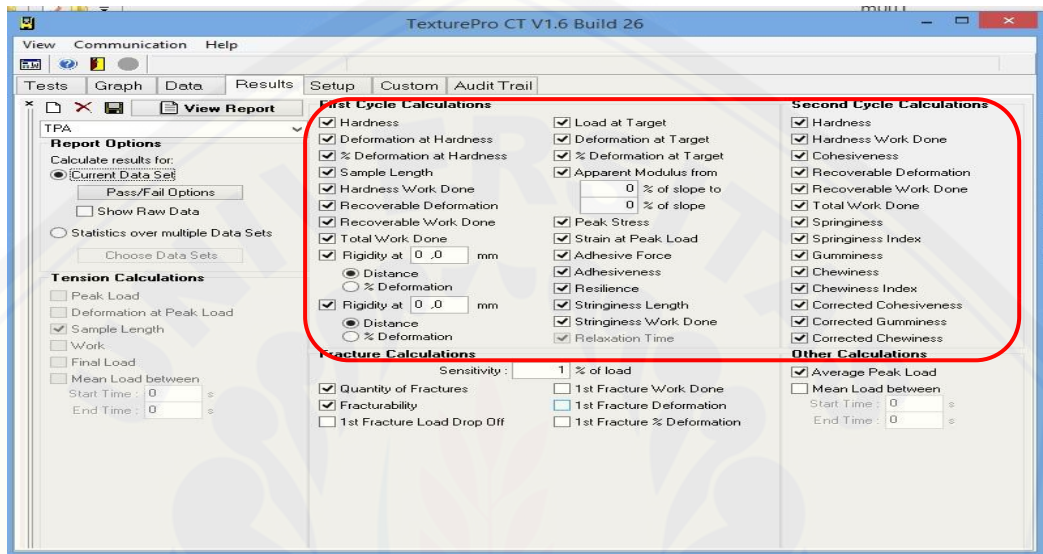 TexturePro CT V1.6 Build 26
View Communication Help
Tests Graph Data Results Setup Custom Audit Trail
View Report
TPA
Report Options
Calculate results for:
Current Data Set
Pass/Fail Options
Show Raw Data
Statistics over multiple Data Sets
Choose Data Sets
Tension Calculations
Peak Load
Deformation at Peak Load
Sample Length
Work
Final Load
Mean Load between
Start Time : 0 s
End Time : 0 s
First Cycle Calculations
Hardness
Deformation at Hardness
% Deformation at Hardness
Sample Length
Hardness Work Done
Recoverable Deformation
Recoverable Work Done
Total Work Done
Rigidity at 0 ,0 mm
Distance
% Deformation
Rigidity at 0 ,0 mm
Distance
% Deformation
Load at Target
Deformation at Target
% Deformation at Target
Apparent Modulus from
0 % of slope to
0 % of slope
Peak Stress
Strain at Peak Load
Adhesive Force
Adhesiveness
Resilience
Stringiness Length
Stringiness Work Done
Relaxation Time
Second Cycle Calculations
Hardness
Hardness Work Done
Cohesiveness
Recoverable Deformation
Recoverable Work Done
Total Work Done
Springiness
Springiness Index
Gumminess
Chewiness
Chewiness Index
Corrected Cohesiveness
Corrected Gumminess
Corrected Chewiness
Fracture Calculations
Sensitivity : 1 % of load
Quantity of Fractures
Fracturability
1st Fracture Load Drop Off
1st Fracture Work Done
1st Fracture Deformation
1st Fracture % Deformation
Other Calculations
Average Peak Load
Mean Load between
Start Time : 0 s
End Time : 0 s